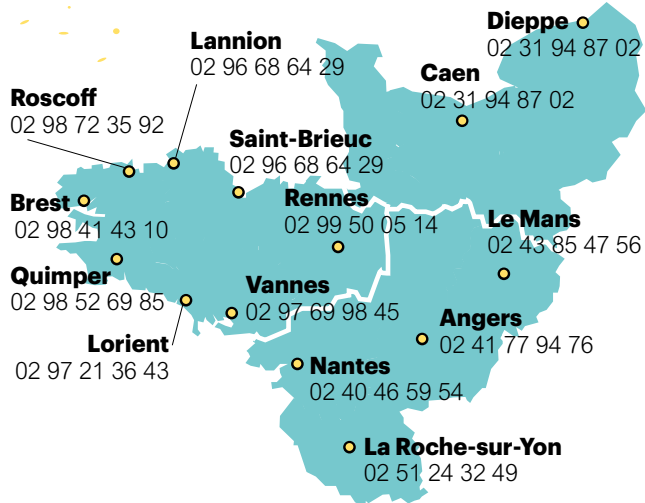 Dieppe
02 31 94 87 02
Lannion
02 96 68 64 29
Caen
02 31 94 87 02
Roscoff
02 98 72 35 92
Saint-Brieuc
02 96 68 64 29
Brest
02 98 41 43 10
Rennes
02 99 50 05 14
Le Mans
02 43 85 47 56
Quimper
02 98 52 69 85
Vannes
02 97 69 98 45
Angers
02 41 77 94 76
Lorient
02 97 21 36 43
Nantes
02 40 46 59 54
La Roche-sur-Yon
02 51 24 32 49